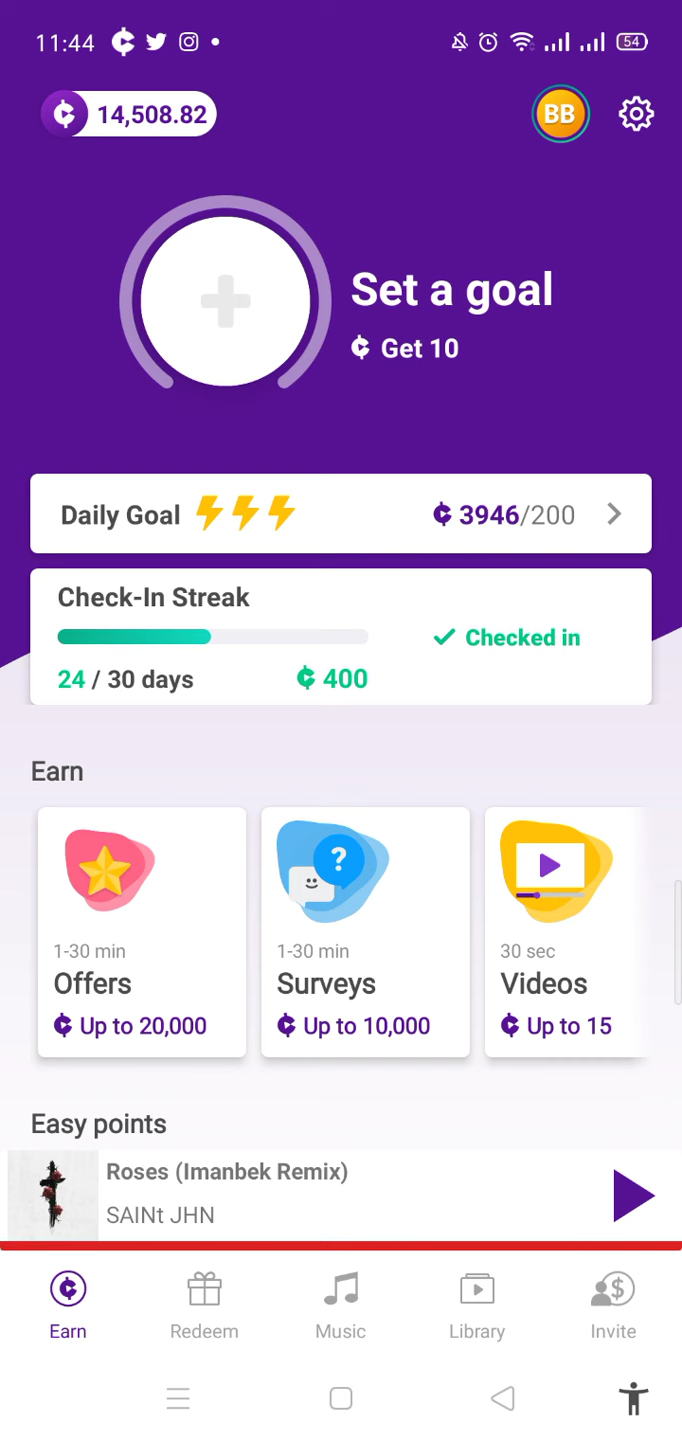 11:44
54
14,508.82
BB
Set a goal
Get 10
Daily Goal
3946/200
Check-In Streak
Checked in
24 / 30 days
400
Earn
1-30 min
Offers
Up to 20,000
?
1-30 min
Surveys
Up to 10,000
30 sec
Videos
Up to 15
Easy points
Roses (Imanbek Remix)
SAINt JHN
Earn
Redeem
Music
Library
$
Invite